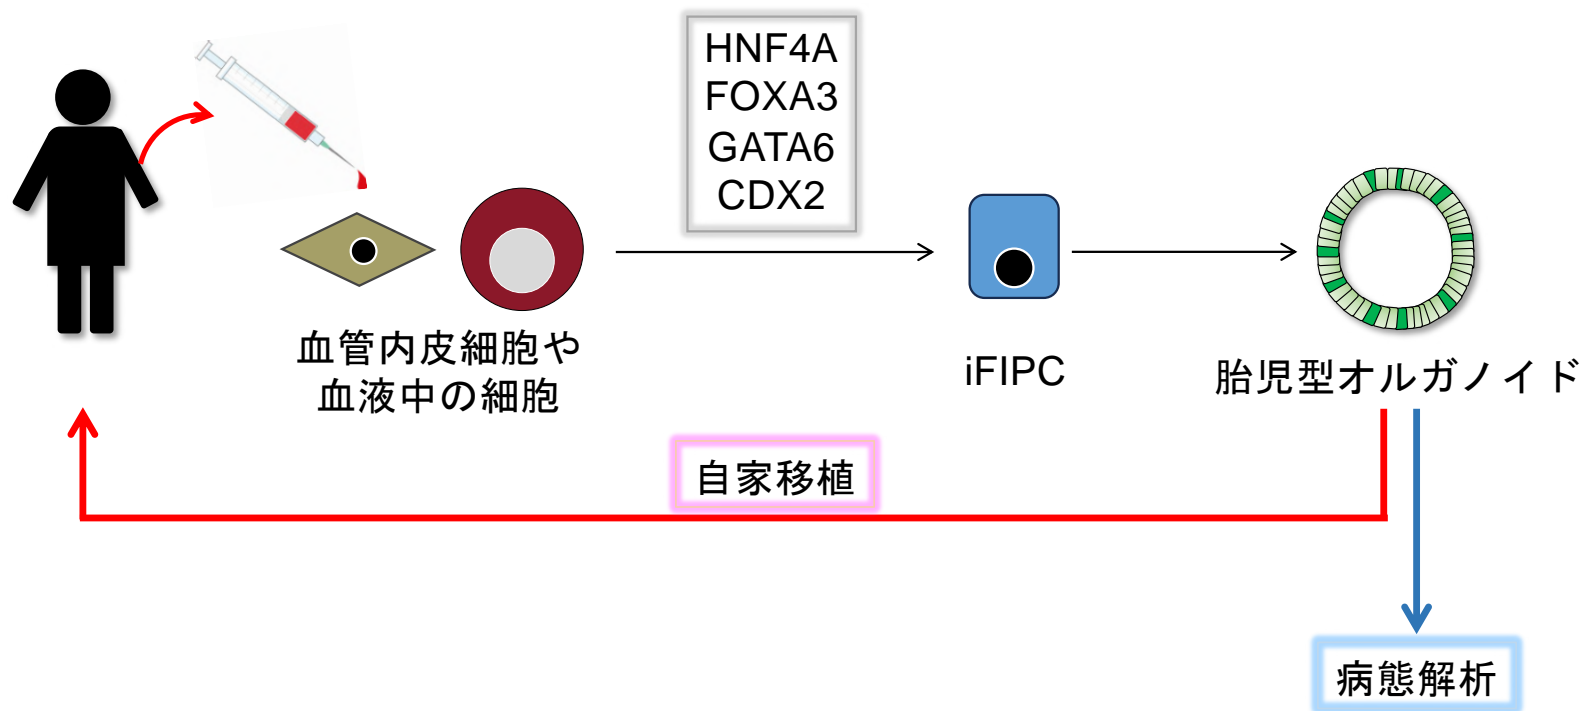 HNF4A
FOXA3
GATA6
CDX2
血管内皮細胞や
血液中の細胞
iFIPC
胎児型オルガノイド
自家移植
病態解析